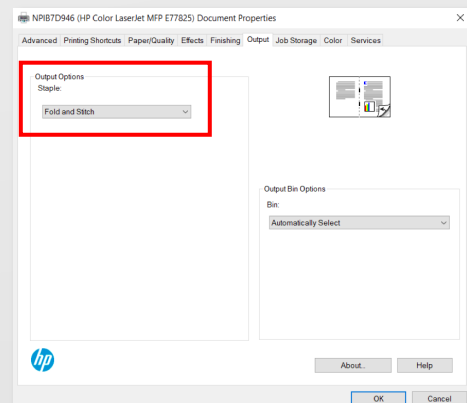 NPIB7D946 (HP Color LaserJet MFP E77825) Document Properties
Advanced Printing Shortcuts Paper/Quality Effects Finishing Output Job Storage Color Services
Output Options
Staple:
Fold and Stitch
Output Bin Options
Bin:
Automatically Select
hp
About..
Help
OK
Cancel